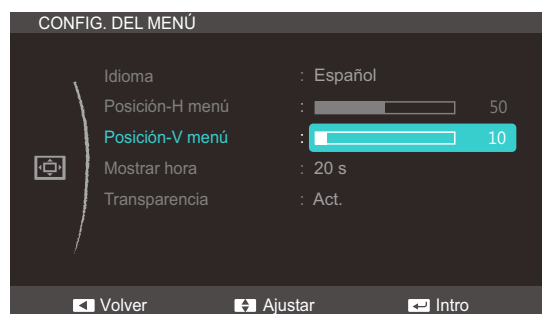 CONFIG. DEL MENÚ
Idioma : Español
Posición-H menú : 50
Posición-V menú : 10
Mostrar hora : 20 s
Transparencia : Act.
Volver Ajustar Intro